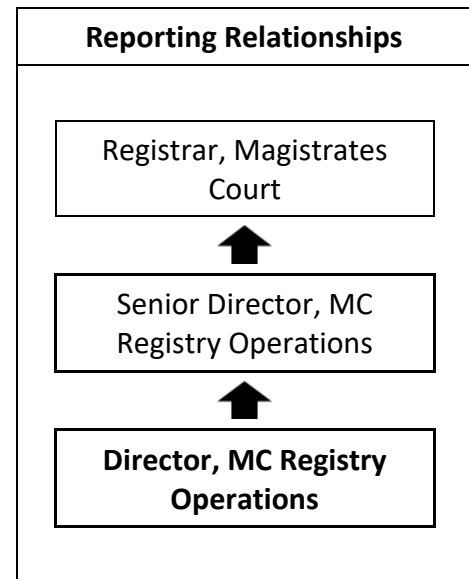 Reporting Relationships
Registrar, Magistrates
Court
Senior Director, MC
Registry Operations
Director, MC Registry
Operations